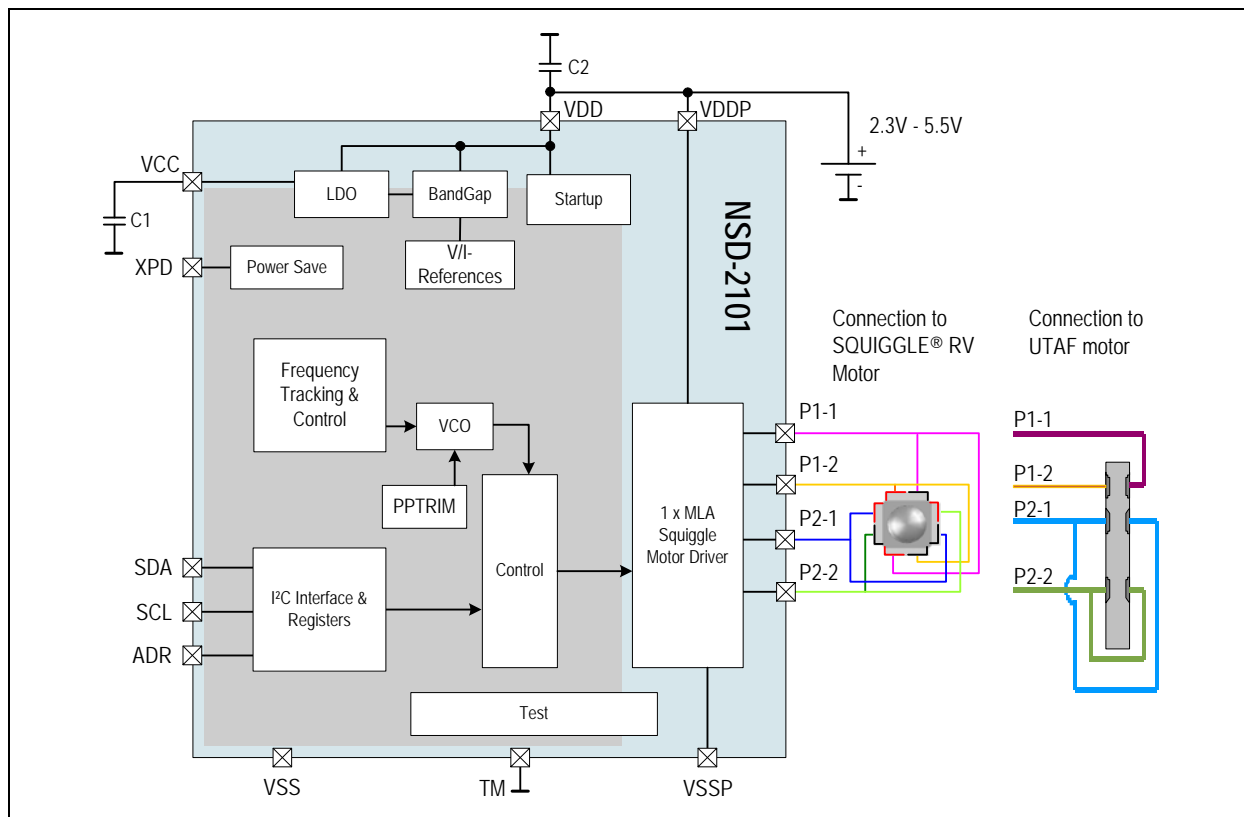 C2
VDD
VDDP
2.3V - 5.5V
+
-
VCC
C1
LDO
BandGap
Startup
V/I-
References
XPD
Power Save
NSD-2101
Frequency
Tracking &
Control
VCO
PPTRIM
Control
1 x MLA
Squiggle
Motor Driver
SDA
SCL
ADR
I²C Interface &
Registers
Test
VSS
TM
VSSP
Connection to
SQUIGGLE® RV
Motor
P1-1
P1-2
P2-1
P2-2
Connection to
UTAF motor
P1-1
P1-2
P2-1
P2-2